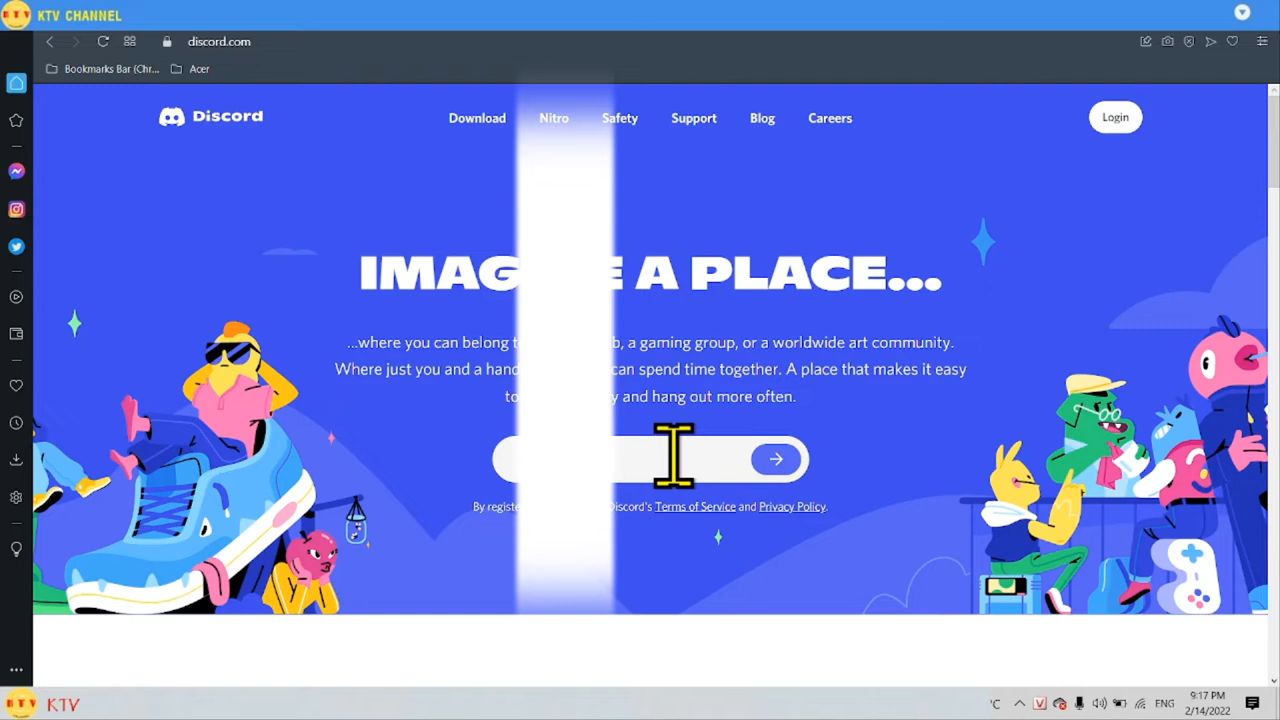 KTV KTV CHANNEL
discord.com
Bookmarks Bar (Chr... Acer
Discord Download Nitro Safety Support Blog Careers Login
IMAG E A PLACE...
...where you can belong a gaming group, or a worldwide art community.
Where just you and a can spend time together. A place that makes it easy
and hang out more often.
By Discord's Terms of Service and Privacy Policy.
KTV KTV °C V ENG 9:17 PM
2/14/2022